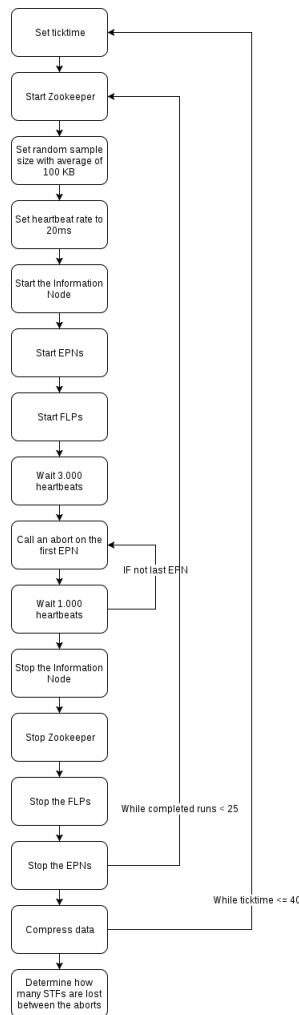 Set ticktime
Start Zookeeper
Set random sample
size with average of
100 KB
Set heartbeat rate to
20ms
Start the Information
Node
Start EPNs
Start FLPs
Wait 3.000
heartbeats
Call an abort on the
first EPN
IF not last EPN
Wait 1.000
heartbeats
Stop the Information
Node
Stop Zookeeper
Stop the FLPs
While completed runs < 25
Stop the EPNs
While ticktime <= 40
Compress data
Determine how
many STFs are lost
between the aborts